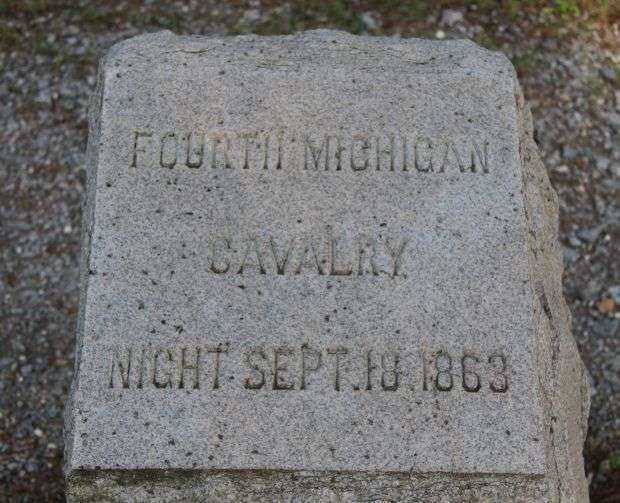 FOURTH MICHIGAN
CAVALRY
NIGHT SEPT. 18, 1863